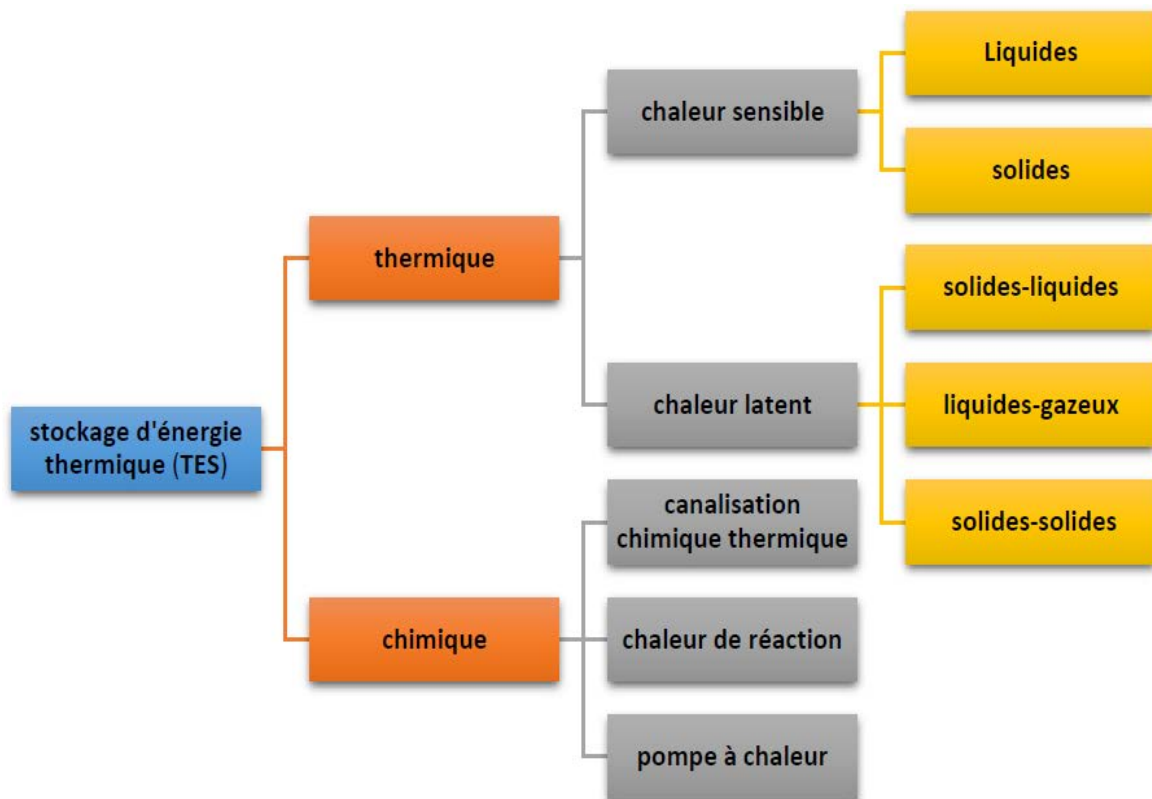 stockage d'énergie
thermique (TES)
thermique
chimique
chaleur sensible
chaleur latent
canalisation
chimique thermique
chaleur de réaction
pompe à chaleur
Liquides
solides
solides-liquides
liquides-gazeux
solides-solides